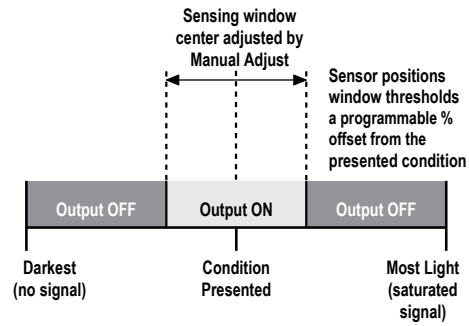 Sensing window
center adjusted by
Manual Adjust
Sensor positions
window thresholds
a programmable %
offset from the
presented condition
Output OFF
Output ON
Output OFF
Darkest
(no signal)
Condition
Presented
Most Light
(saturated
signal)